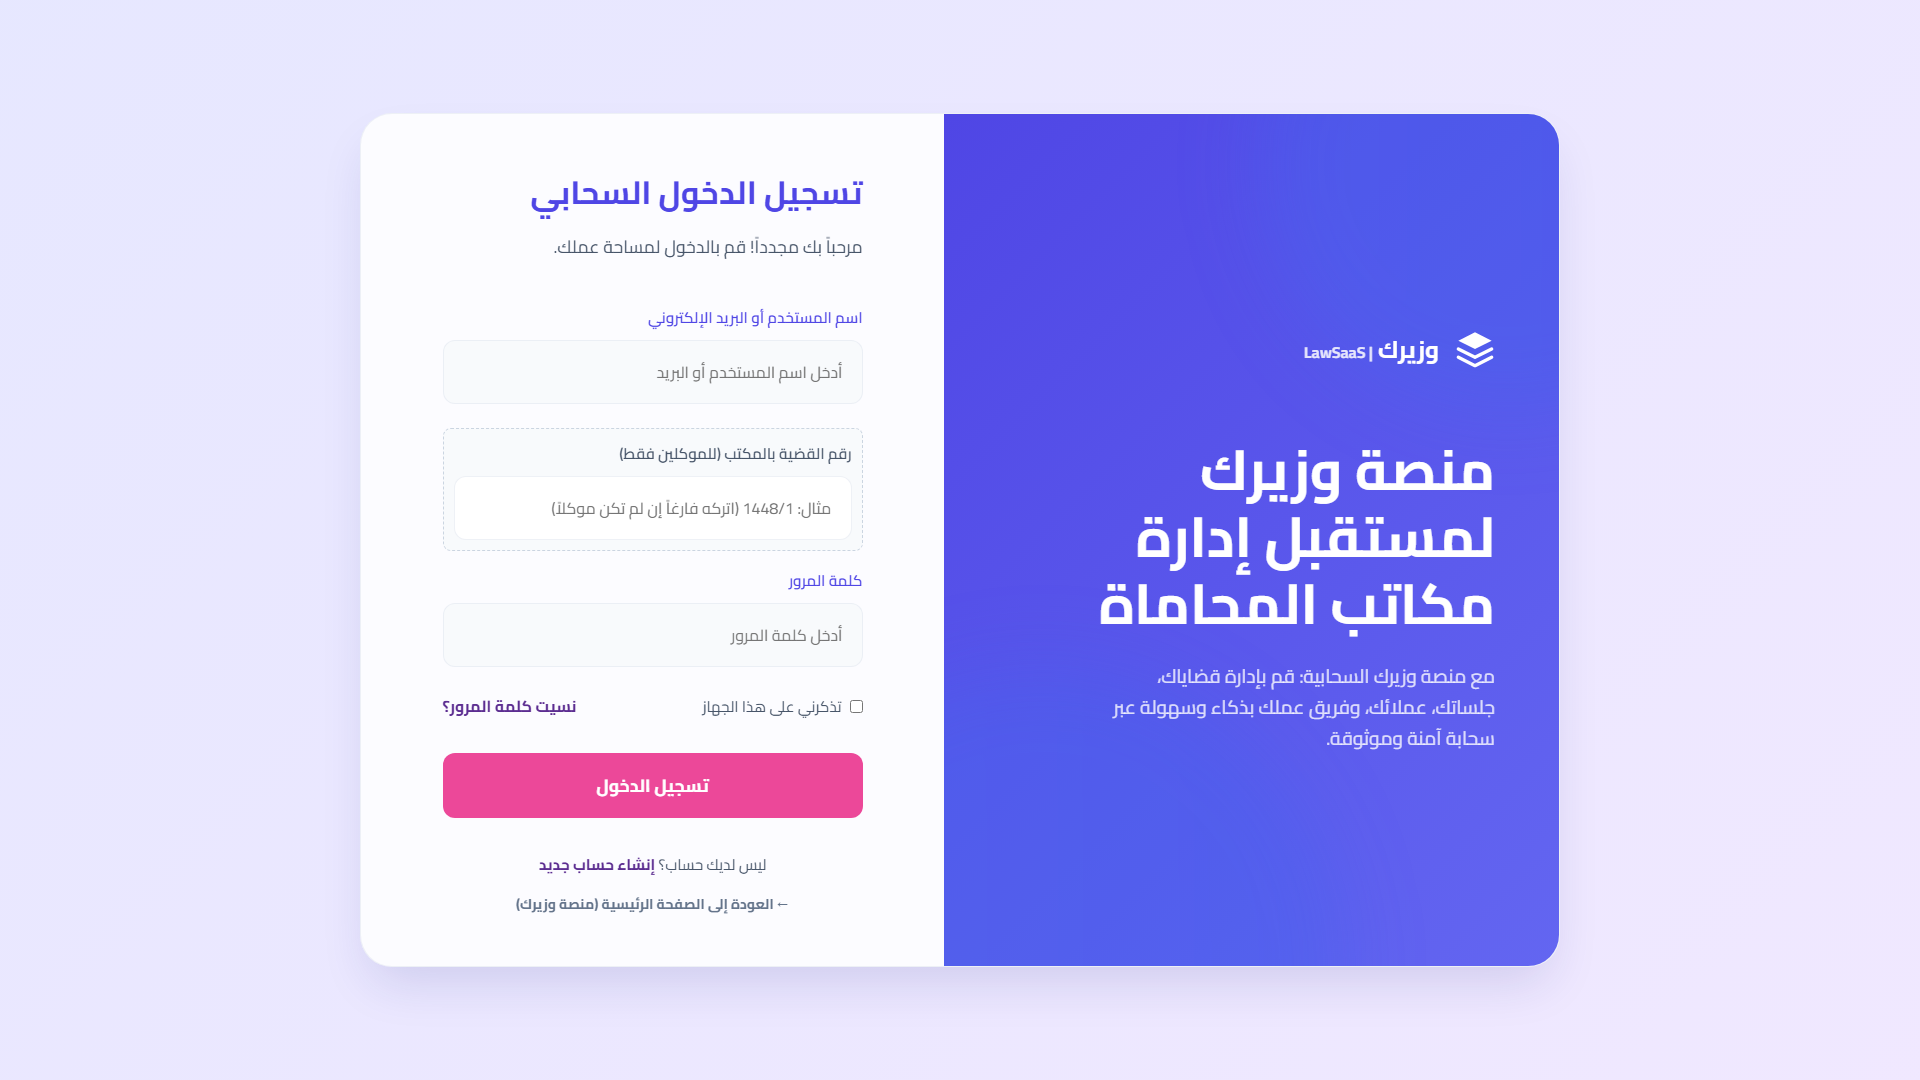 وزيرك | LawSaaS
منصة وزيرك
لمستقبل إدارة
مكاتب المحاماة
مع منصة وزيرك السحابية: قم بإدارة قضاياك،
جلساتك، عملائك، وفريق عملك بذكاء وسهولة عبر
سحابة آمنة وموثوقة.
تسجيل الدخول السحابي
مرحباً بك مجدداً! قم بالدخول لمساحة عملك.
اسم المستخدم أو البريد الإلكتروني
أدخل اسم المستخدم أو البريد
رقم القضية بالمكتب (للموكلين فقط)
مثال: 1448/1 (اتركه فارغاً إن لم تكن موكلاً)
كلمة المرور
أدخل كلمة المرور
تذكرني على هذا الجهاز
نسيت كلمة المرور؟
تسجيل الدخول
ليس لديك حساب؟ إنشاء حساب جديد
← العودة إلى الصفحة الرئيسية (منصة وزيرك)